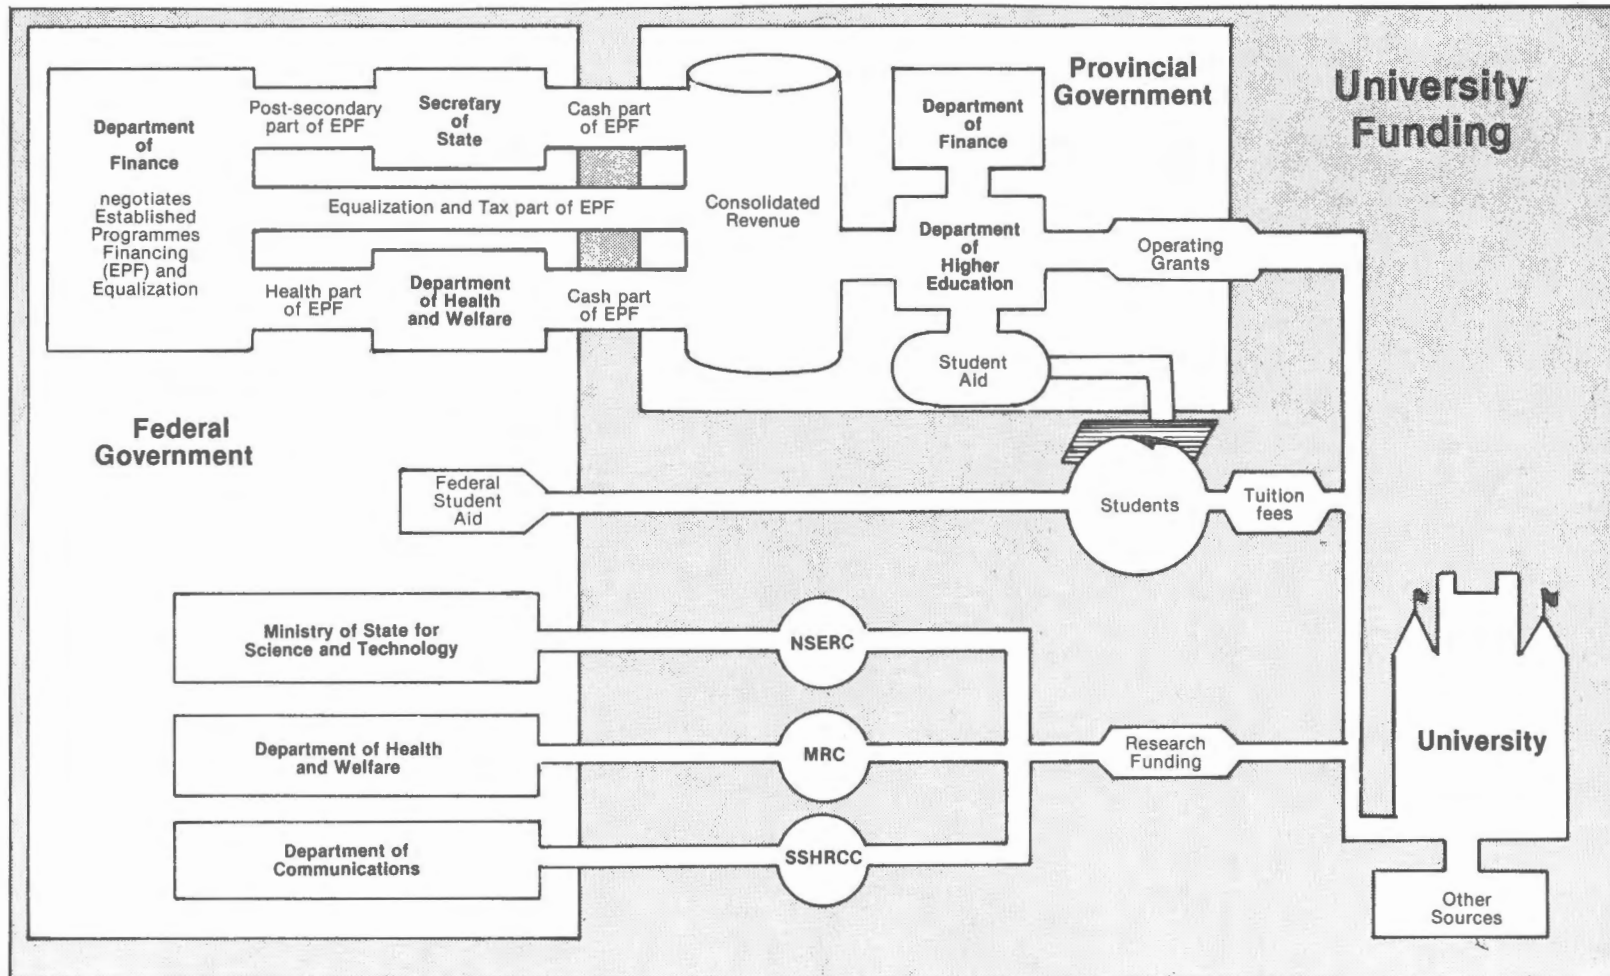 University
Funding
Provincial
Government
Department
of
Finance
negotiates
Established
Programmes
Financing
(EPF) and
Equalization
Post-secondary
part of EPF
Secretary
of
State
Cash part
of EPF
Equalization and Tax part of EPF
Health part
of EPF
Department
of Health
and Welfare
Cash part
of EPF
Consolidated
Revenue
Department
of
Finance
Department
of
Higher
Education
Operating
Grants
Student
Aid
Federal
Government
Federal
Student
Aid
Students
Tuition
fees
Ministry of State for
Science and Technology
NSERC
Department of Health
and Welfare
MRC
Research
Funding
University
Department of
Communications
SSHRCC
Other
Sources